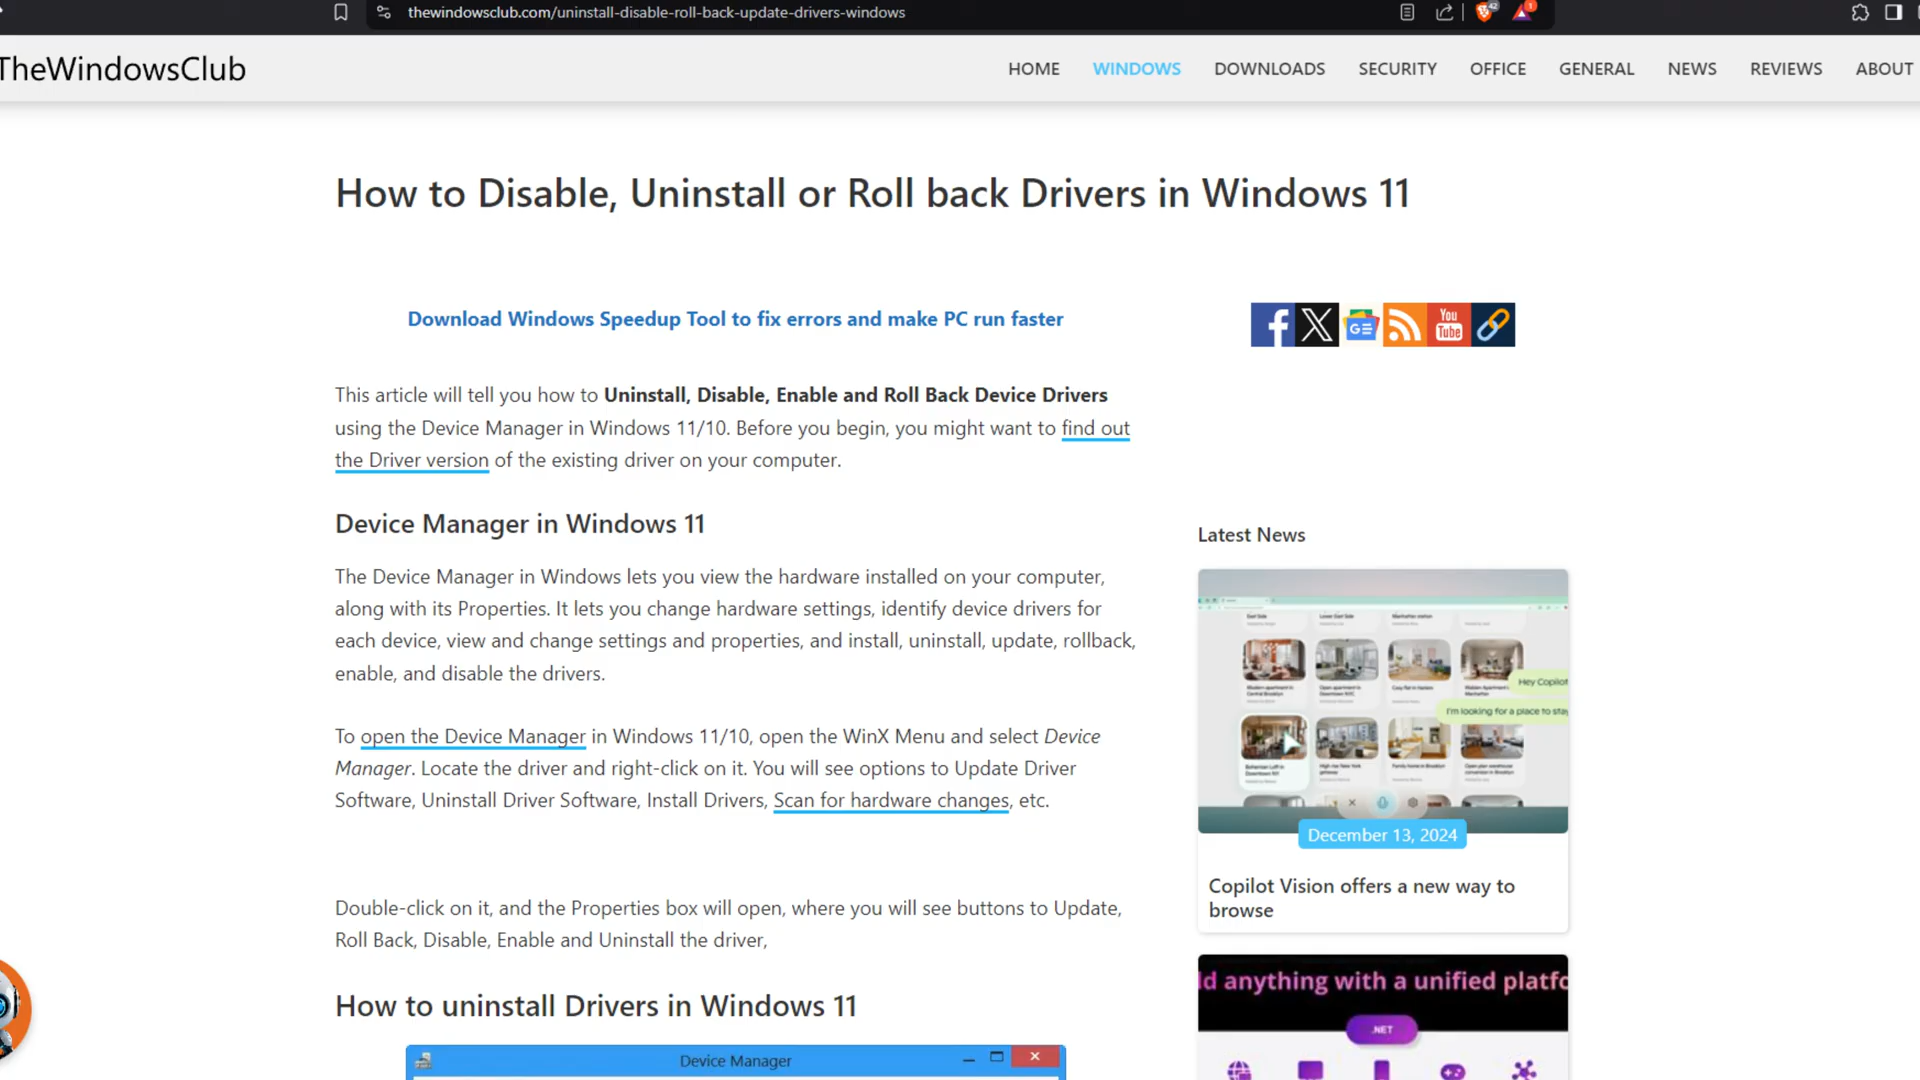 thewindowsclub.com/uninstall-disable-roll-back-update-drivers-windows
42
1
TheWindowsClub
HOME WINDOWS DOWNLOADS SECURITY OFFICE GENERAL NEWS REVIEWS ABOUT
How to Disable, Uninstall or Roll back Drivers in Windows 11
Download Windows Speedup Tool to fix errors and make PC run faster
GE
You
Tube
This article will tell you how to Uninstall, Disable, Enable and Roll Back Device Drivers
using the Device Manager in Windows 11/10. Before you begin, you might want to find out
the Driver version of the existing driver on your computer.
Device Manager in Windows 11
The Device Manager in Windows lets you view the hardware installed on your computer,
along with its Properties. It lets you change hardware settings, identify device drivers for
each device, view and change settings and properties, and install, uninstall, update, rollback,
enable, and disable the drivers.
To open the Device Manager in Windows 11/10, open the WinX Menu and select Device
Manager. Locate the driver and right-click on it. You will see options to Update Driver
Software, Uninstall Driver Software, Install Drivers, Scan for hardware changes, etc.
Double-click on it, and the Properties box will open, where you will see buttons to Update,
Roll Back, Disable, Enable and Uninstall the driver,
How to uninstall Drivers in Windows 11
Device Manager
Latest News
Hey Copilot
I'm looking for a place to stay
December 13, 2024
Copilot Vision offers a new way to
browse
ld anything with a unified platfo
.NET